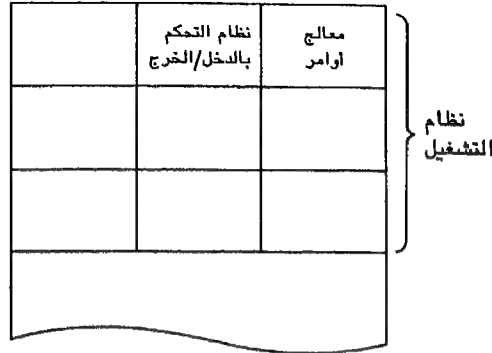 معالج
أوامر
نظام التحكم
بالدخل/الخرج
نظام
التشغيل